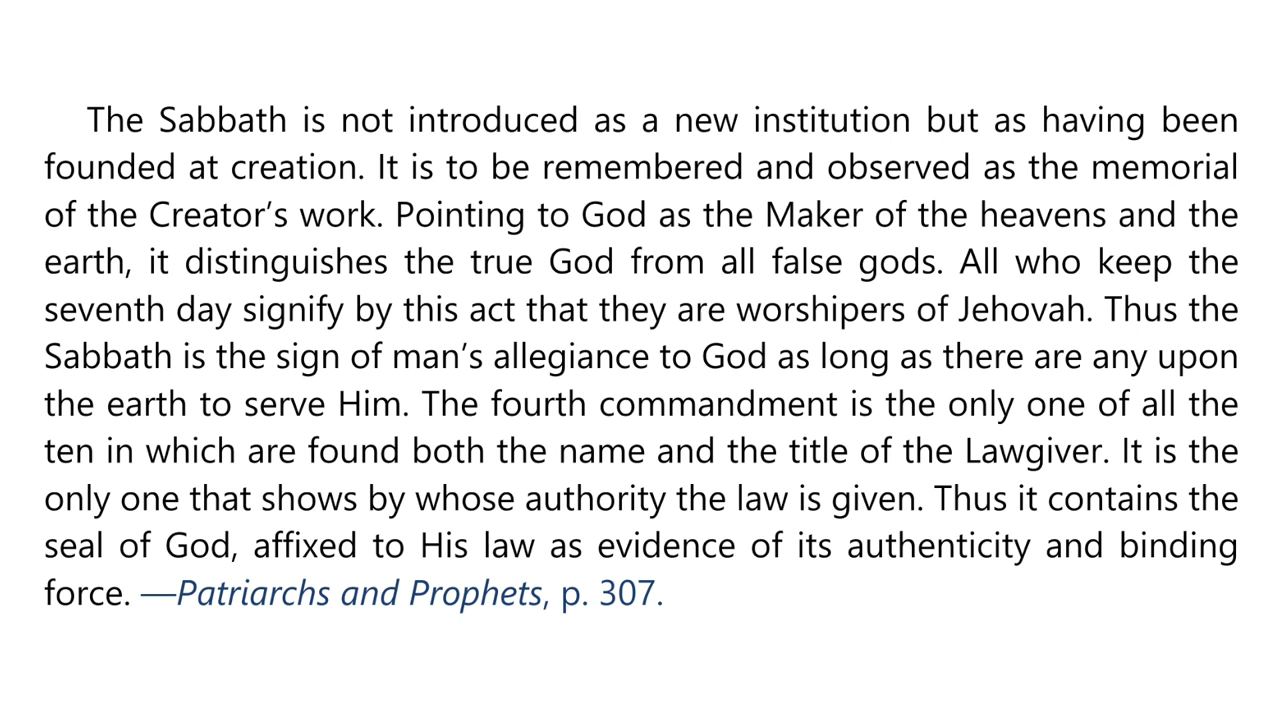 The Sabbath is not introduced as a new institution but as having been
founded at creation. It is to be remembered and observed as the memorial
of the Creator’s work. Pointing to God as the Maker of the heavens and the
earth, it distinguishes the true God from all false gods. All who keep the
seventh day signify by this act that they are worshipers of Jehovah. Thus the
Sabbath is the sign of man’s allegiance to God as long as there are any upon
the earth to serve Him. The fourth commandment is the only one of all the
ten in which are found both the name and the title of the Lawgiver. It is the
only one that shows by whose authority the law is given. Thus it contains the
seal of God, affixed to His law as evidence of its authenticity and binding
force. —Patriarchs and Prophets, p. 307.